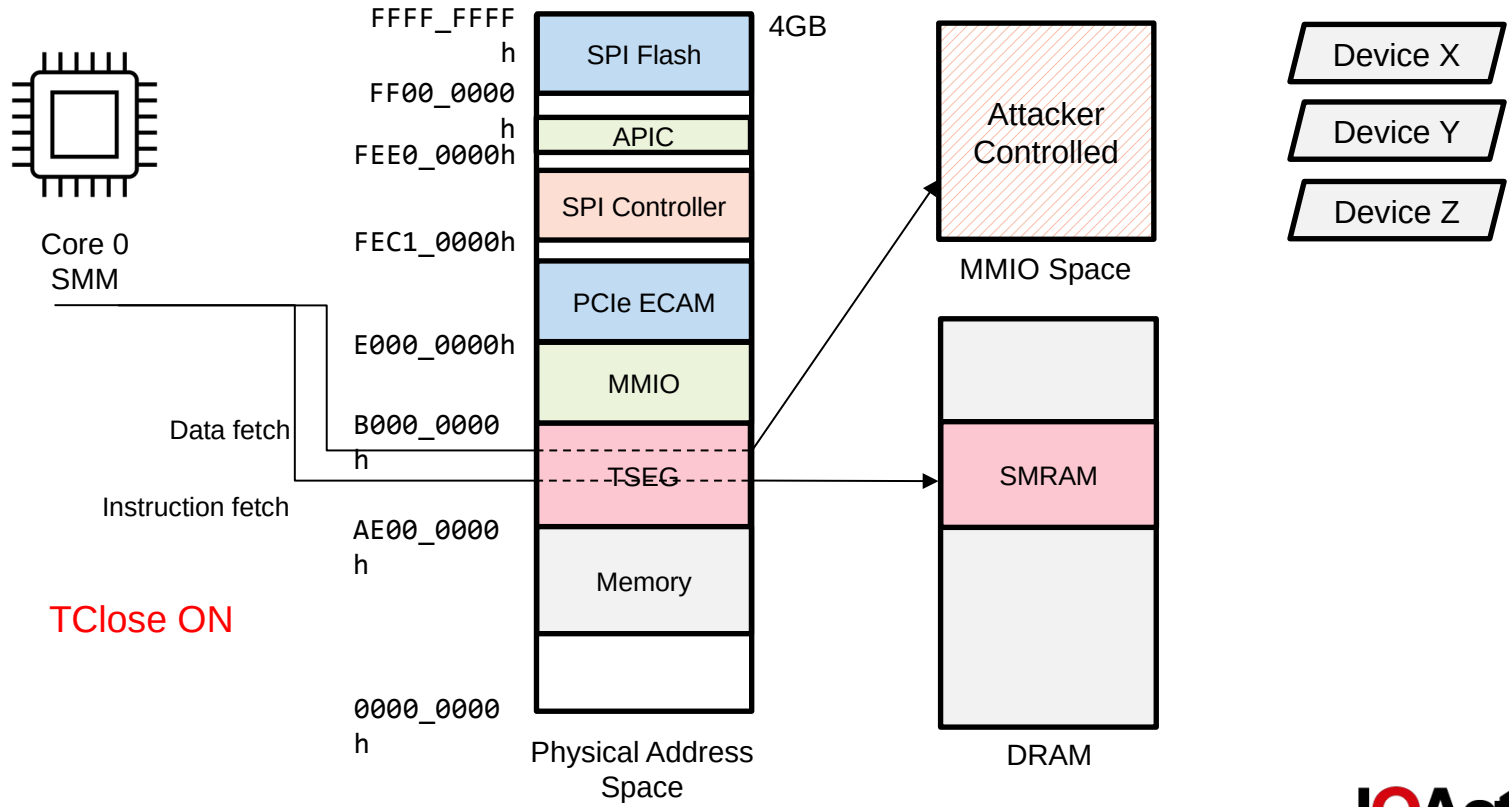 FFFF_FFFF
h
4GB
SPI Flash
FF00_0000
h
APIC
FEE0_0000h
SPI Controller
FEC1_0000h
PCIe ECAM
E000_0000h
MMIO
B000_0000
h
TSEG
AE00_0000
h
Memory
0000_0000
h
Physical Address
Space
Core 0
SMM
Data fetch
Instruction fetch
TClose ON
Attacker
Controlled
MMIO Space
SMRAM
DRAM
Device X
Device Y
Device Z
IOAct